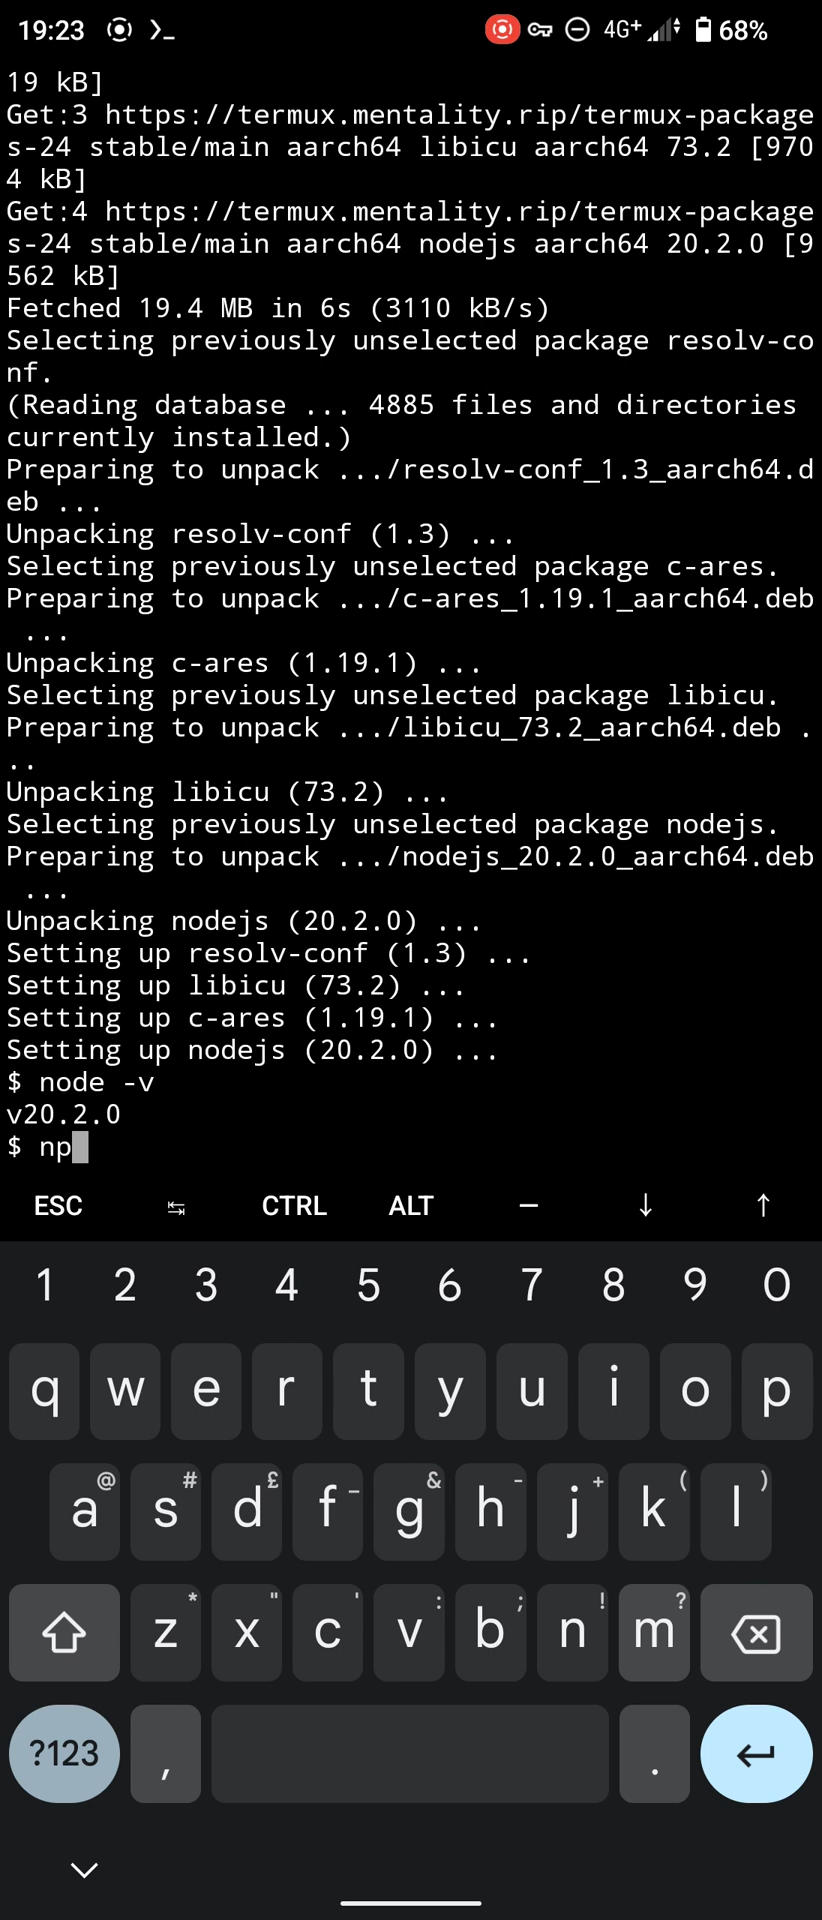 19:23 68%
4G+
19 kB]
Get:3 https://termux.mentality.rip/termux-package
s-24 stable/main aarch64 libicu aarch64 73.2 [970
4 kB]
Get:4 https://termux.mentality.rip/termux-package
s-24 stable/main aarch64 nodejs aarch64 20.2.0 [9
562 kB]
Fetched 19.4 MB in 6s (3110 kB/s)
Selecting previously unselected package resolv-co
nf.
(Reading database ... 4885 files and directories
currently installed.)
Preparing to unpack .../resolv-conf_1.3_aarch64.d
eb ...
Unpacking resolv-conf (1.3) ...
Selecting previously unselected package c-ares.
Preparing to unpack .../c-ares_1.19.1_aarch64.deb
 ...
Unpacking c-ares (1.19.1) ...
Selecting previously unselected package libicu.
Preparing to unpack .../libicu_73.2_aarch64.deb .
..
Unpacking libicu (73.2) ...
Selecting previously unselected package nodejs.
Preparing to unpack .../nodejs_20.2.0_aarch64.deb
 ...
Unpacking nodejs (20.2.0) ...
Setting up resolv-conf (1.3) ...
Setting up libicu (73.2) ...
Setting up c-ares (1.19.1) ...
Setting up nodejs (20.2.0) ...
$ node -v
v20.2.0
$ np
ESC ↹ CTRL ALT — ↓ ↑
1 2 3 4 5 6 7 8 9 0
q w e r t y u i o p
@ # £ _ & - + ( )
a s d f g h j k l
* " ' : ; ! ?
z x c v b n m
?123 , .